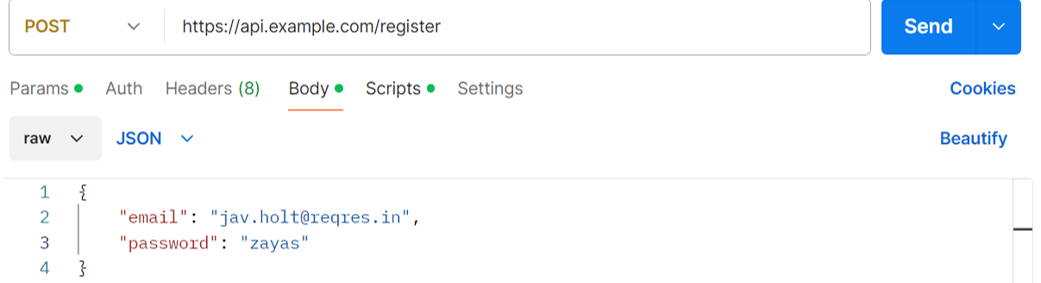 POST https://api.example.com/register Send
Params Auth Headers (8) Body Scripts Settings Cookies
raw JSON Beautify
1 {
2 "email": "jav.holt@reqres.in",
3 "password": "zayas"
4 }